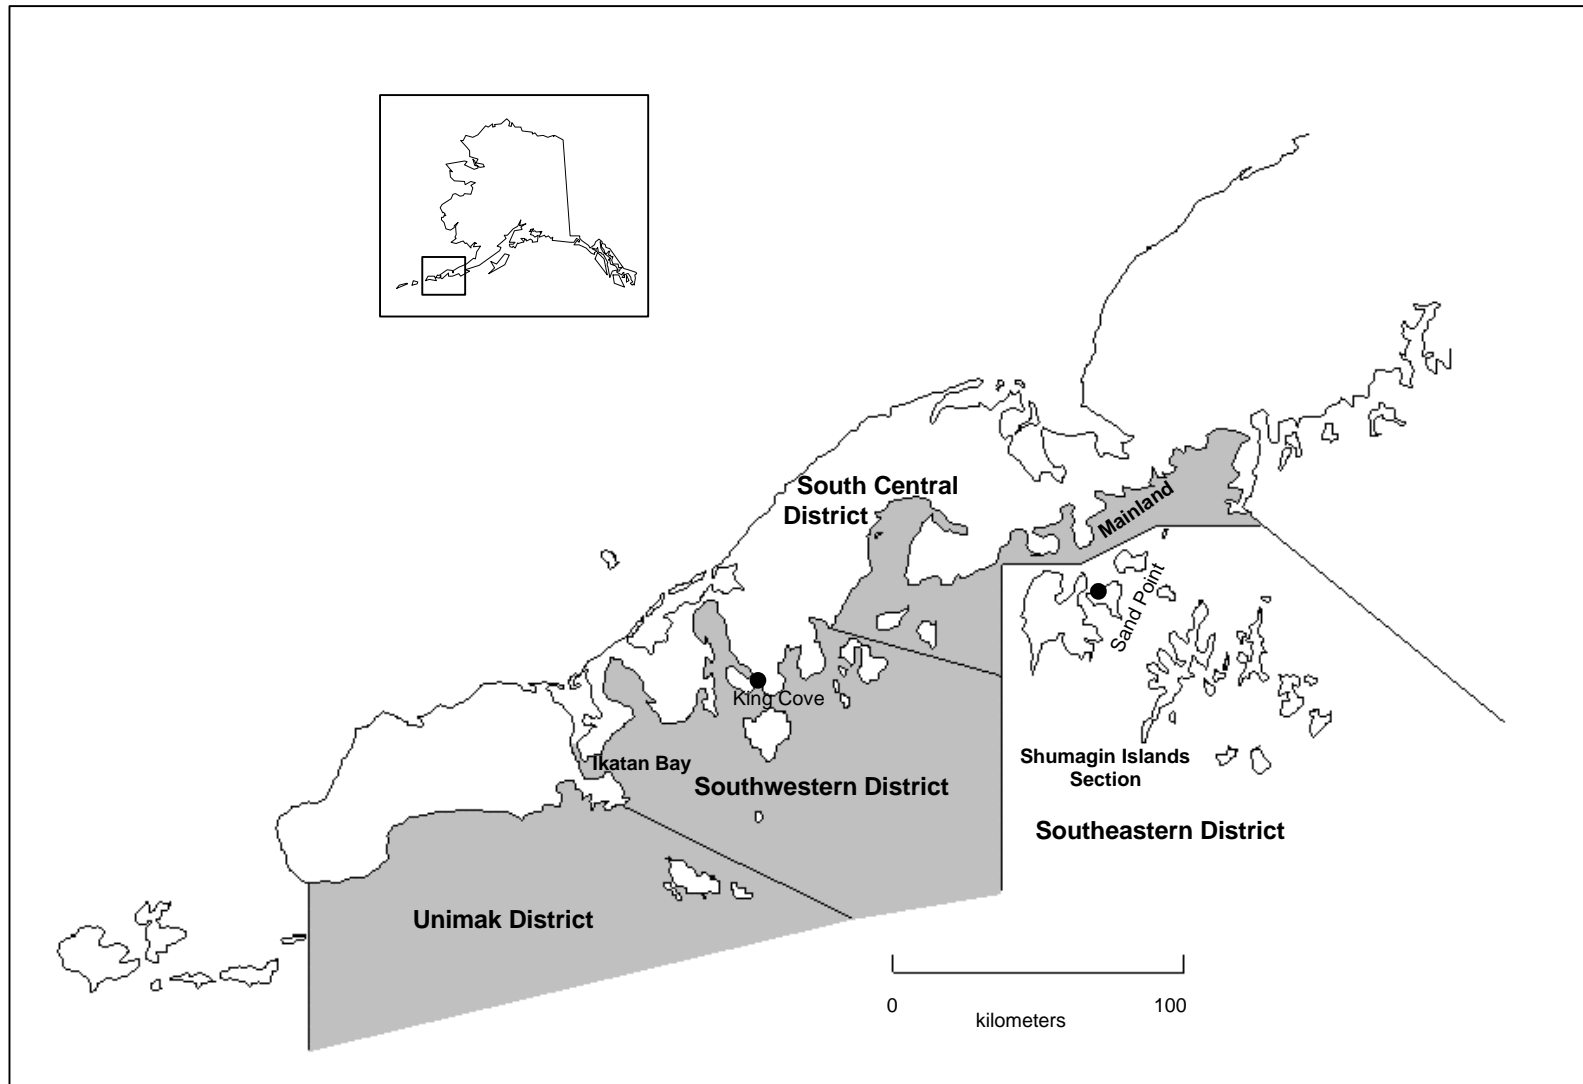 South Central
District
Mainland
Sand Point
King Cove
Ikatan Bay
Southwestern District
Shumagin Islands
Section
Southeastern District
Unimak District
0
100
kilometers